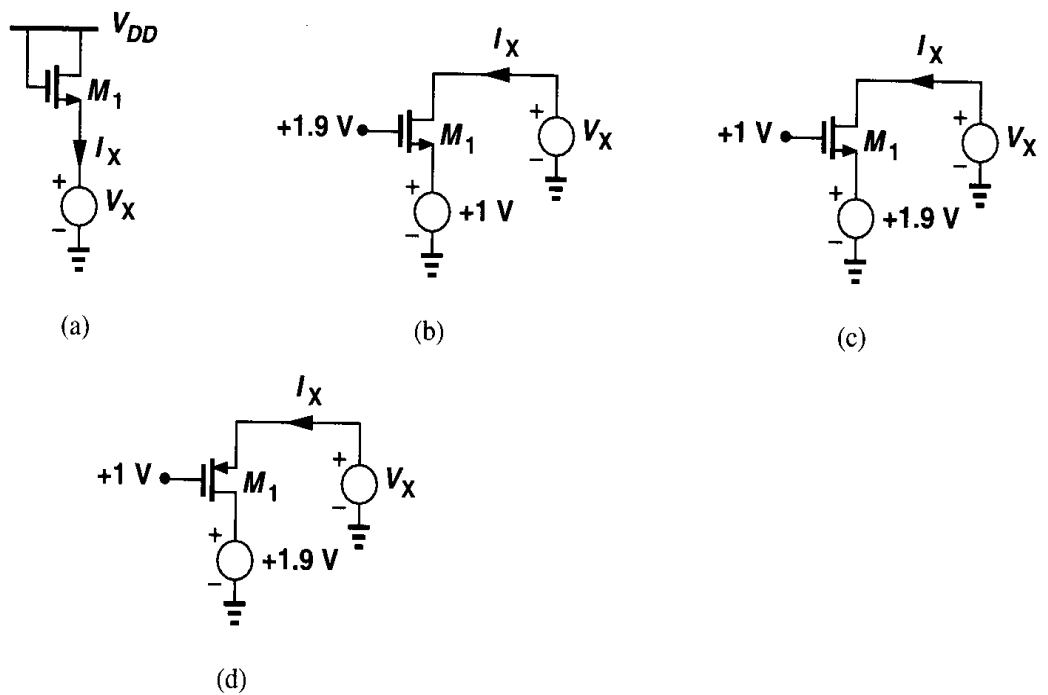 V_DD
M_1
I_X
+
V_X
−
(a)
I_X
+1.9 V
M_1
+
V_X
−
+
+1 V
−
(b)
I_X
+1 V
M_1
+
V_X
−
+
+1.9 V
−
(c)
I_X
+1 V
M_1
+
V_X
−
+
+1.9 V
−
(d)